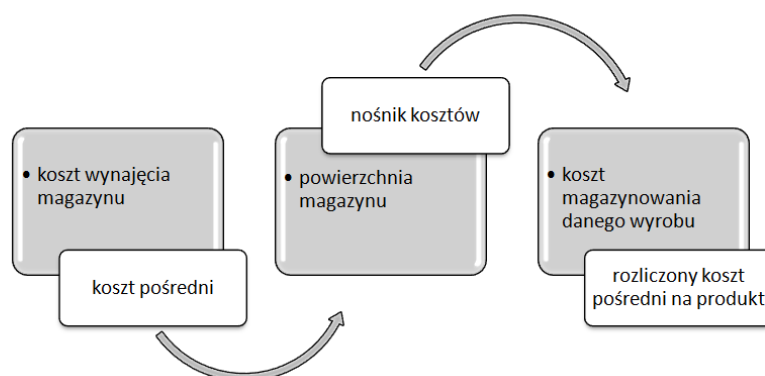 • koszt wynajęcia
magazynu
koszt pośredni
nośnik kosztów
• powierzchnia
magazynu
• koszt
magazynowania
danego wyrobu
rozliczony koszt
pośredni na produkt